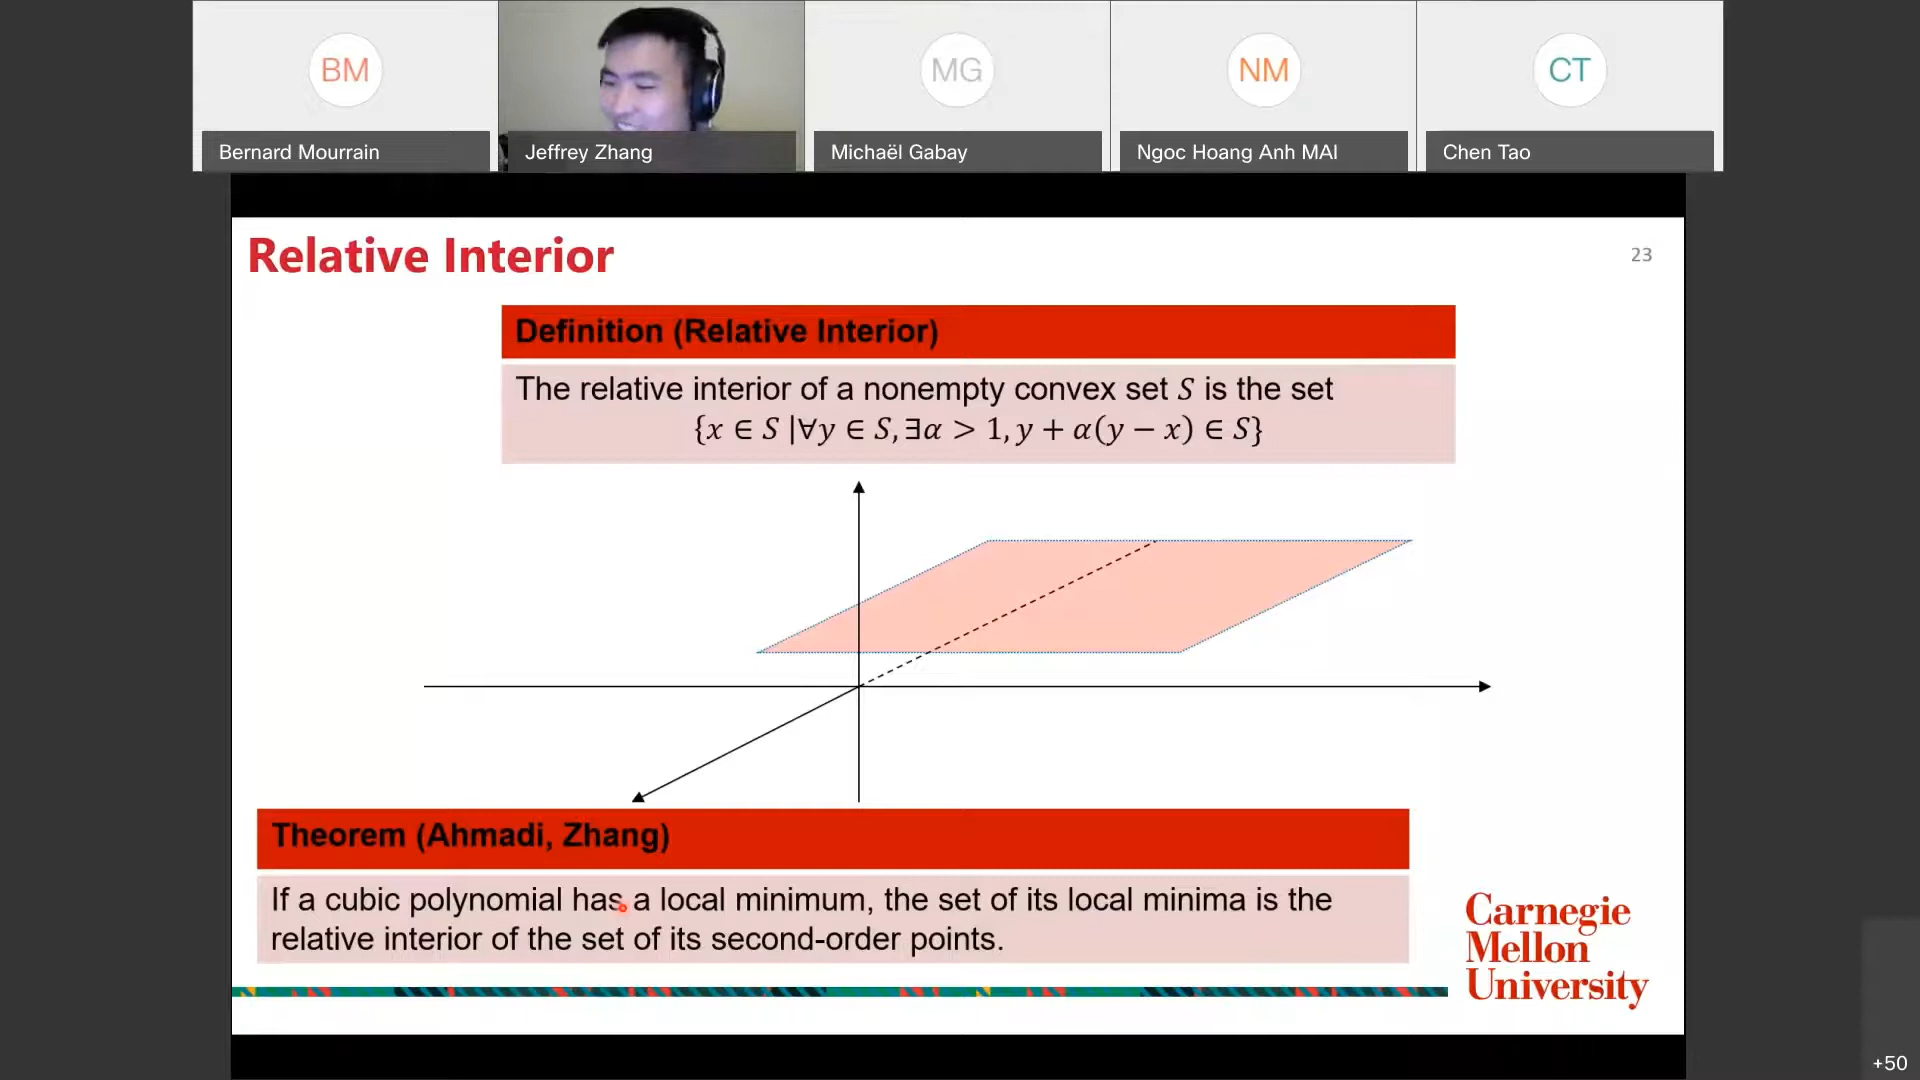 BM
MG
NM
CT
Bernard Mourrain
Jeffrey Zhang
Michaël Gabay
Ngoc Hoang Anh MAI
Chen Tao
Relative Interior
23
Definition (Relative Interior)
The relative interior of a nonempty convex set S is the set
{x ∈ S |∀y ∈ S, ∃α > 1, y + α(y − x) ∈ S}
Theorem (Ahmadi, Zhang)
If a cubic polynomial has a local minimum, the set of its local minima is the
relative interior of the set of its second-order points.
Carnegie
Mellon
University
+50